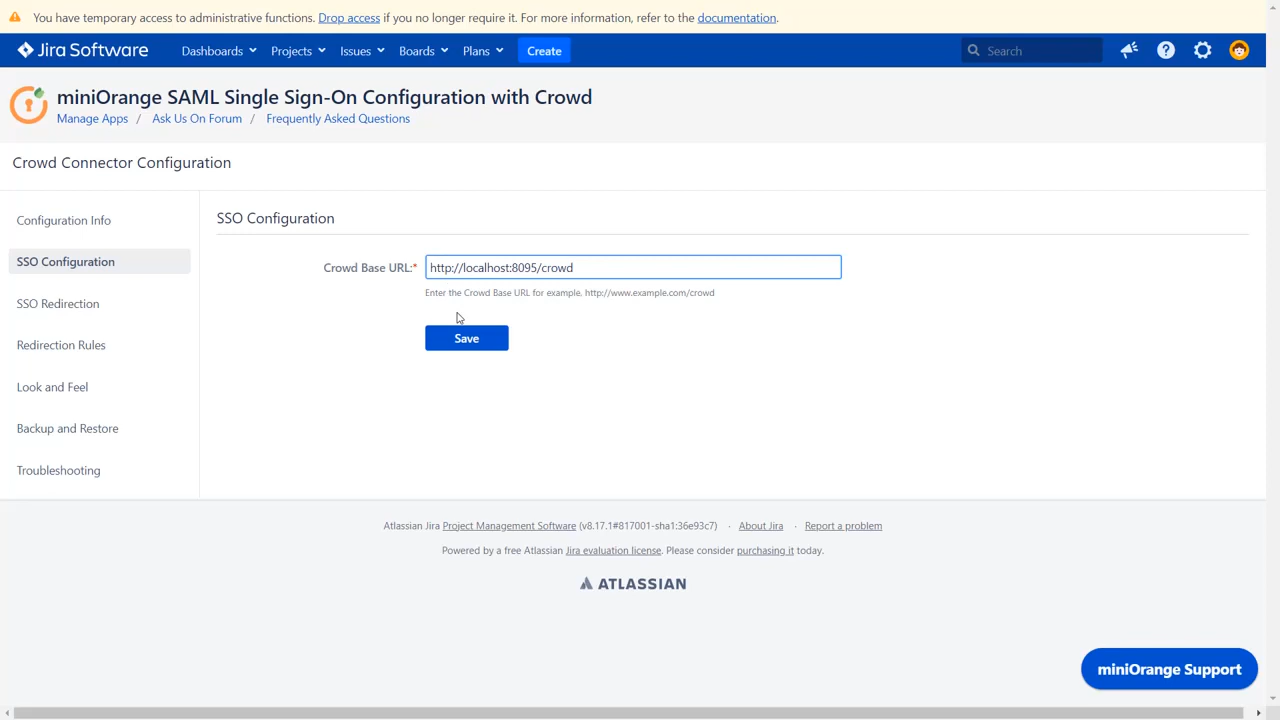 You have temporary access to administrative functions. Drop access if you no longer require it. For more information, refer to the documentation.
Jira Software Dashboards Projects Issues Boards Plans Create Search
miniOrange SAML Single Sign-On Configuration with Crowd
Manage Apps / Ask Us On Forum / Frequently Asked Questions
Crowd Connector Configuration
Configuration Info
SSO Configuration
SSO Redirection
Redirection Rules
Look and Feel
Backup and Restore
Troubleshooting
SSO Configuration
Crowd Base URL:* http://localhost:8095/crowd
Enter the Crowd Base URL for example, http://www.example.com/crowd
Save
Atlassian Jira Project Management Software (v8.17.1#817001-sha1:36e93c7) · About Jira · Report a problem
Powered by a free Atlassian Jira evaluation license. Please consider purchasing it today.
ATLASSIAN
miniOrange Support